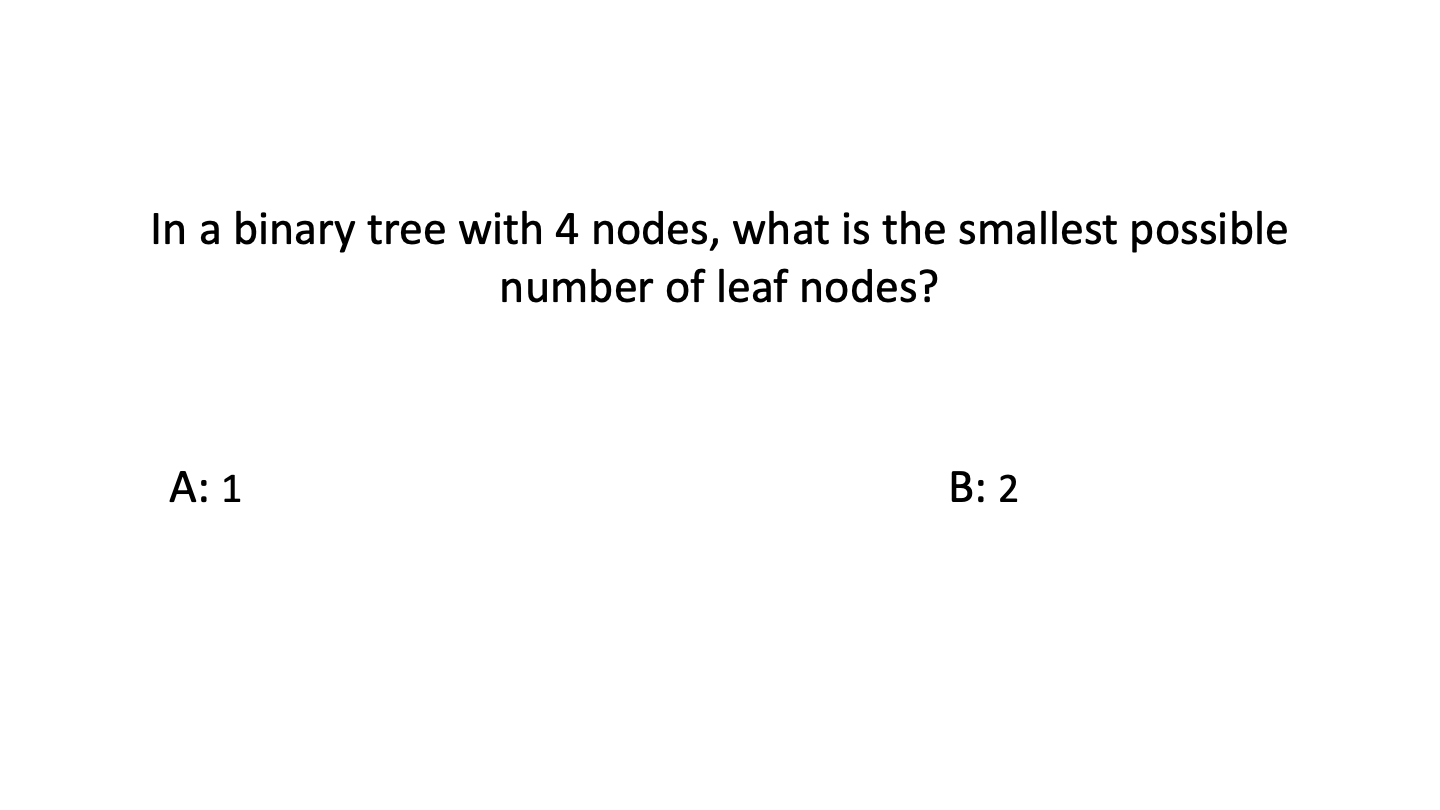 In a binary tree with 4 nodes, what is the smallest possible
number of leaf nodes?
A: 1
B: 2